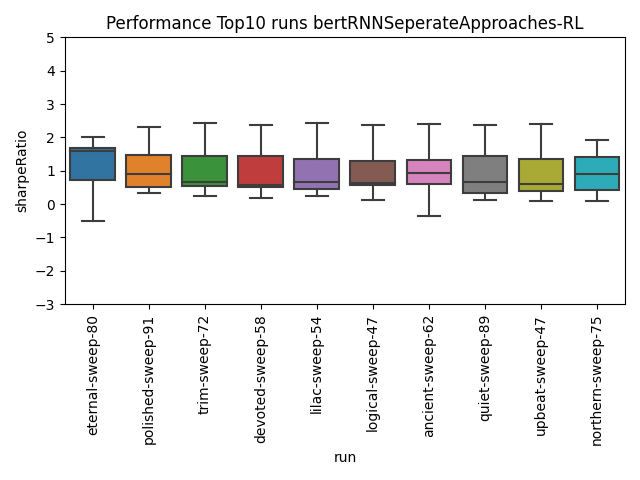 Performance Top10 runs bertRNNSeperateApproaches-RL
sharpeRatio
5
4
3
2
1
0
−1
−2
−3
eternal-sweep-80
polished-sweep-91
trim-sweep-72
devoted-sweep-58
lilac-sweep-54
logical-sweep-47
ancient-sweep-62
quiet-sweep-89
upbeat-sweep-47
northern-sweep-75
run